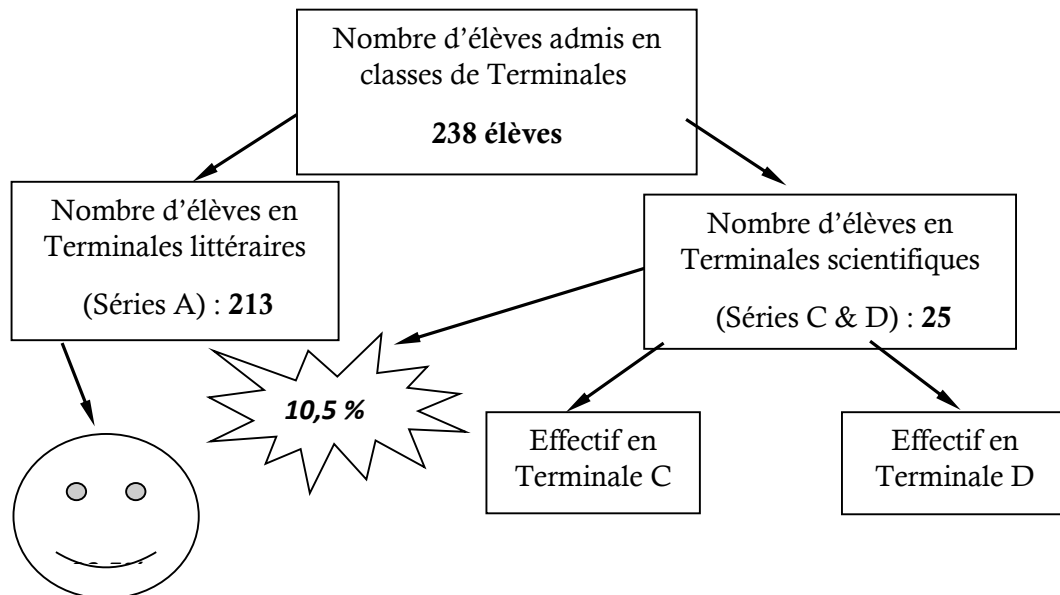 Nombre d’élèves admis en
classes de Terminales
238 élèves
Nombre d’élèves en
Terminales littéraires
(Séries A) : 213
Nombre d’élèves en
Terminales scientifiques
(Séries C & D) : 25
10,5 %
Effectif en
Terminale C
Effectif en
Terminale D